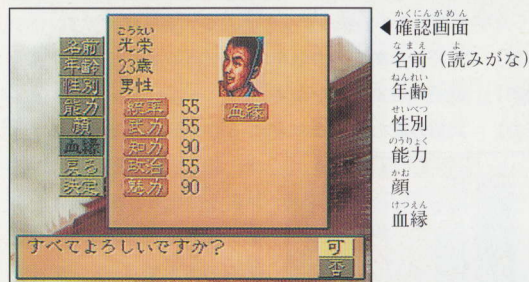 名前
年齢
性別
能力
顔
血縁
見る
決定
こうえい
光栄
23歳
男性
統率 55
武力 55
知力 90
政治 55
魅力 90
血縁
すべてよろしいですか?
可
否
かくにんがめん
◀確認画面
なまえ よ
名前(読みがな)
ねんれい
年齢
せいべつ
性別
のうりょく
能力
かお
顔
けつえん
血縁